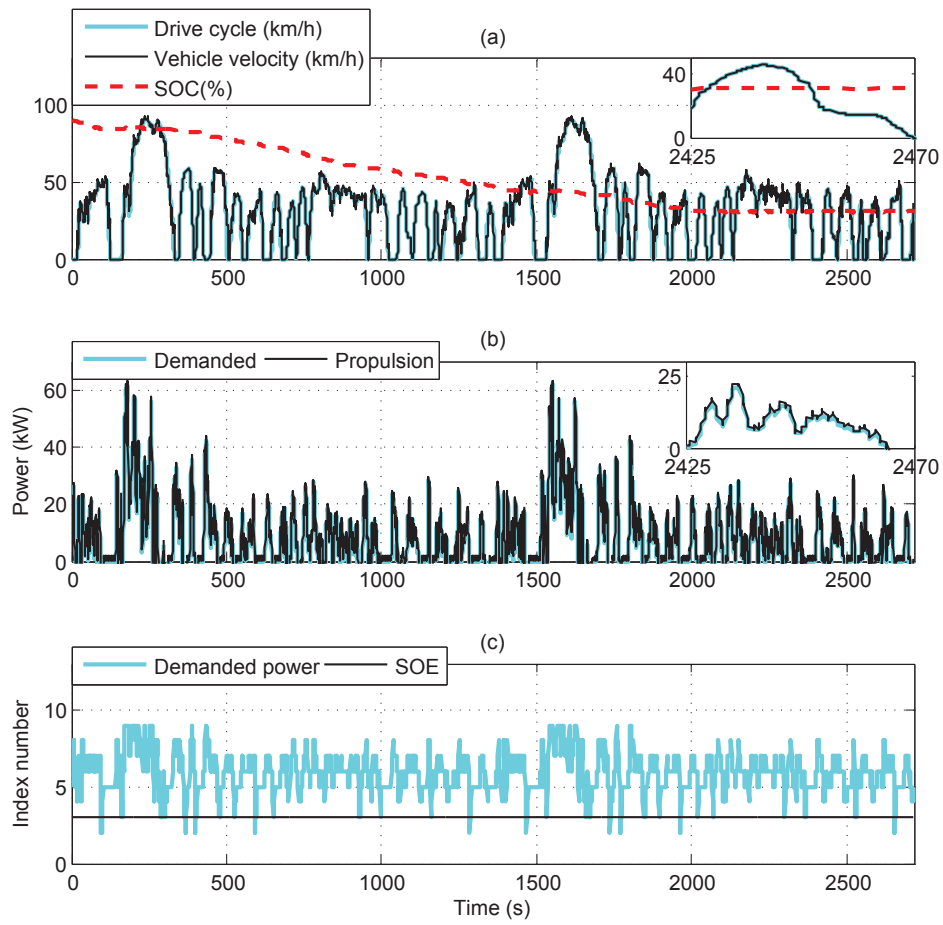 Drive cycle (km/h)
Vehicle velocity (km/h)
SOC(%)
(a)
100
50
0
0 500 1000 1500 2000 2500
40
0
2425 2470
(b)
Demanded Propulsion
Power (kW)
60
40
20
0
0 500 1000 1500 2000 2500
25
0
2425 2470
(c)
Demanded power SOE
Index number
10
5
0
0 500 1000 1500 2000 2500
Time (s)